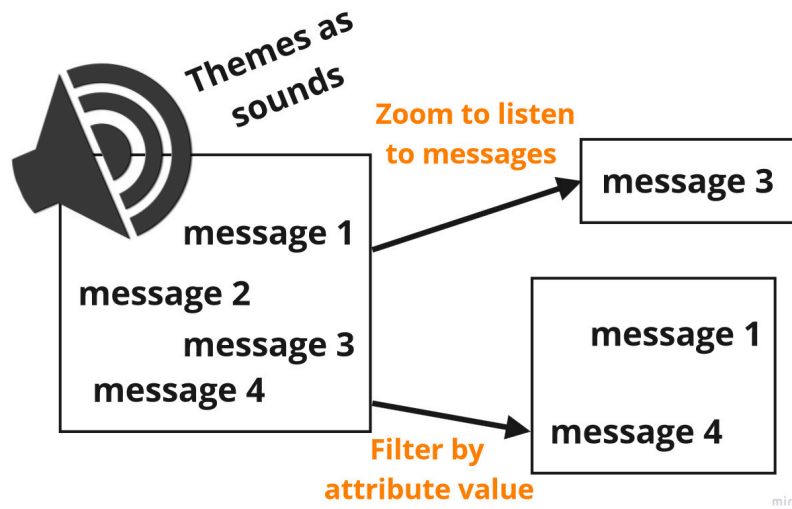 Themes as
sounds
Zoom to listen
to messages
message 3
message 1
message 2
message 3
message 4
message 1
message 4
Filter by
attribute value